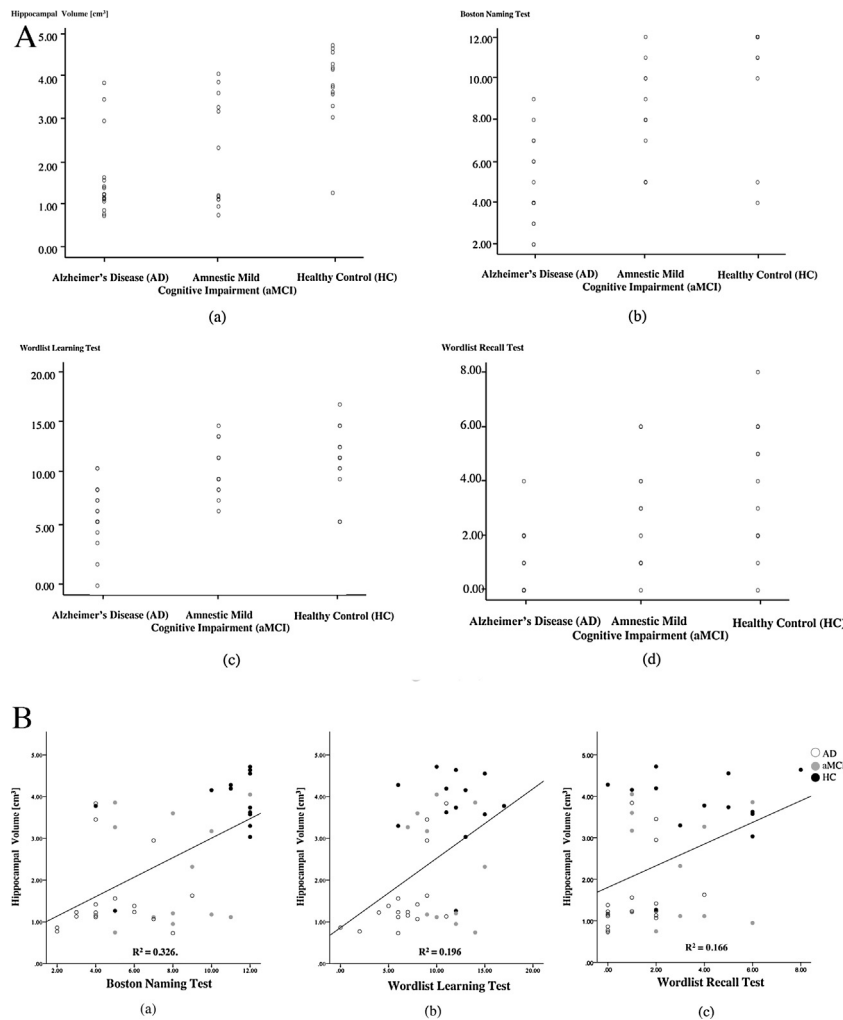 Hippocampal Volume [cm³]
A
5.00
4.00
3.00
2.00
1.00
0.00
Alzheimer's Disease (AD) Amnestic Mild Healthy Control (HC)
Cognitive Impairment (aMCI)
(a)
Boston Naming Test
12.00
10.00
8.00
6.00
4.00
2.00
Alzheimer's Disease (AD) Amnestic Mild Healthy Control (HC)
Cognitive Impairment (aMCI)
(b)
Wordlist Learning Test
20.00
15.00
10.00
5.00
0.00
Alzheimer's Disease (AD) Amnestic Mild Healthy Control (HC)
Cognitive Impairment (aMCI)
(c)
Wordlist Recall Test
8.00
6.00
4.00
2.00
0.00
Alzheimer's Disease (AD) Amnestic Mild Healthy Control (HC)
Cognitive Impairment (aMCI)
(d)
B
Hippocampal Volume [cm³]
5.00
4.00
3.00
2.00
1.00
.00
R² = 0.326.
2.00 4.00 6.00 8.00 10.00 12.00
Boston Naming Test
(a)
Hippocampal Volume [cm³]
5.00
4.00
3.00
2.00
1.00
.00
R² = 0.196
.00 5.00 10.00 15.00 20.00
Wordlist Learning Test
(b)
Hippocampal Volume [cm³]
5.00
4.00
3.00
2.00
1.00
.00
R² = 0.166
.00 2.00 4.00 6.00 8.00
Wordlist Recall Test
(c)
AD
aMCI
HC